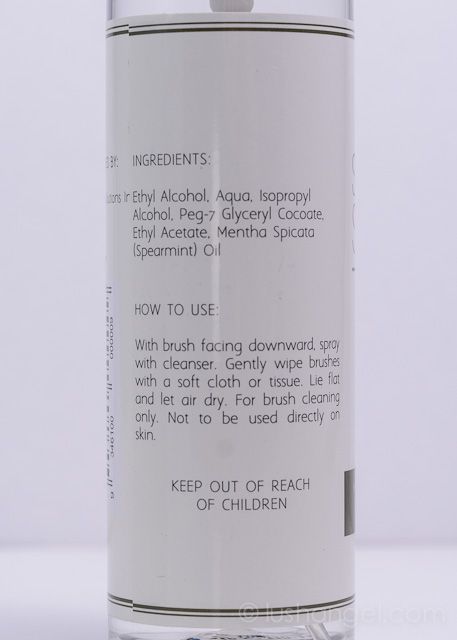 INGREDIENTS:
Ethyl Alcohol, Aqua, Isopropyl
Alcohol, Peg-7 Glyceryl Cocoate,
Ethyl Acetate, Mentha Spicata
(Spearmint) Oil
HOW TO USE:
With brush facing downward, spray
with cleanser. Gently wipe brushes
with a soft cloth or tissue. Lie flat
and let air dry. For brush cleaning
only. Not to be used directly on
skin.
KEEP OUT OF REACH
OF CHILDREN
BY:
© lushangel.com